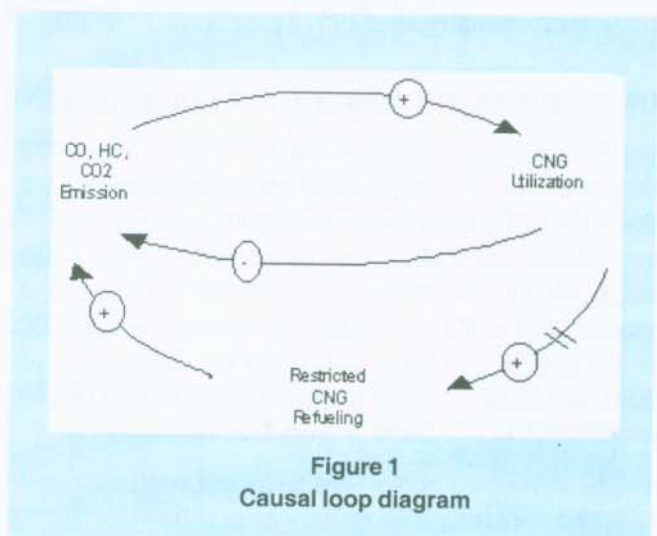 +
CO, HC,
CO2
Emission
CNG
Utilization
-
+
+
Restricted
CNG
Refueling
Figure 1
Causal loop diagram